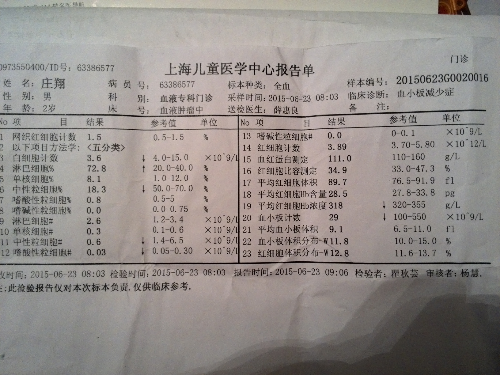 门诊
0973550400/ID号: 63386577 上海儿童医学中心报告单
姓 名: 庄翔 病 员 号: 63386577 标本种类: 全血 样本编号: 20150623G0020016
性 别: 男 科 别: 血液专科门诊 采样时间: 2015-06-23 08:03 临床诊断: 血小板减少症
年 龄: 2岁 床 号: 血液肿瘤中 送检医生: 薛惠良 备 注:
No 项 目 结果 参考值 单位 No 项 目 结果 参考值 单位
1 网织红细胞计数 1.5 0.5-1.5 % 13 嗜碱性粒细胞# 0.0 0-0.1 ×10^9/L
2 以下项目方法学: <五分类> 14 红细胞计数 3.89 3.70-5.80 ×10^12/L
3 白细胞计数 3.6 ↓ 4.0-15.0 ×10^9/L 15 血红蛋白测定 111.0 110-160 g/L
4 淋巴细胞% 72.8 ↑ 20.0-40.0 % 16 红细胞比容测定 34.9 33.0-47.3 %
5 单核细胞% 8.1 1.0-12.0 % 17 平均红细胞体积 89.7 76.5-91.9 fl
6 中性粒细胞% 18.3 ↓ 50.0-70.0 % 18 平均红细胞Hb含量 28.5 27.8-33.8 pg
7 嗜酸性粒细胞% 0.8 0.5-5 % 19 平均红细胞Hb浓度 318 ↓ 320-355 g/L
8 嗜碱性粒细胞% 0.0 0.0-0.75 % 20 血小板计数 29 ↓ 100-550 ×10^9/L
9 淋巴细胞# 2.6 1.2-3.4 ×10^9/L 21 平均血小板体积 9.1 6.5-11.0 fl
10 单核细胞# 0.3 0.1-0.6 ×10^9/L 22 血小板体积分布-W 11.8 10.0-15.0 %
11 中性粒细胞# 0.6 ↓ 1.4-6.5 ×10^9/L 23 红细胞体积分布-W 12.8 11.6-13.7 %
12 嗜酸性粒细胞# 0.03 ↓ 0.05-0.30 ×10^9/L
收时间: 2015-06-23 08:03 检验时间: 2015-06-23 08:03 报告时间: 2015-06-23 09:06 检验者: 翟秋芸 审核者: 杨慧
注:此检验报告仅对本次标本负责,仅供临床参考.